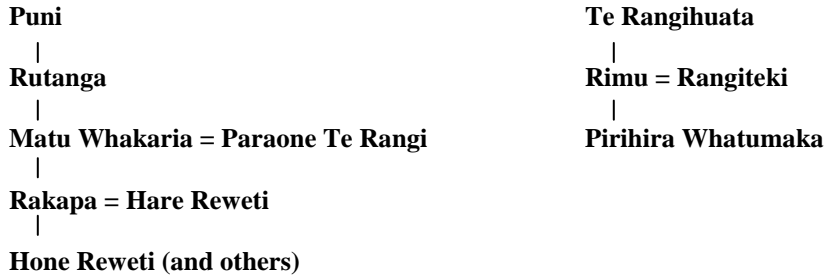 Puni Te Rangihuata
| |
Rutanga Rimu = Rangiteki
| |
Matu Whakaria = Paraone Te Rangi Pirihira Whatumaka
|
Rakapa = Hare Reweti
|
Hone Reweti (and others)